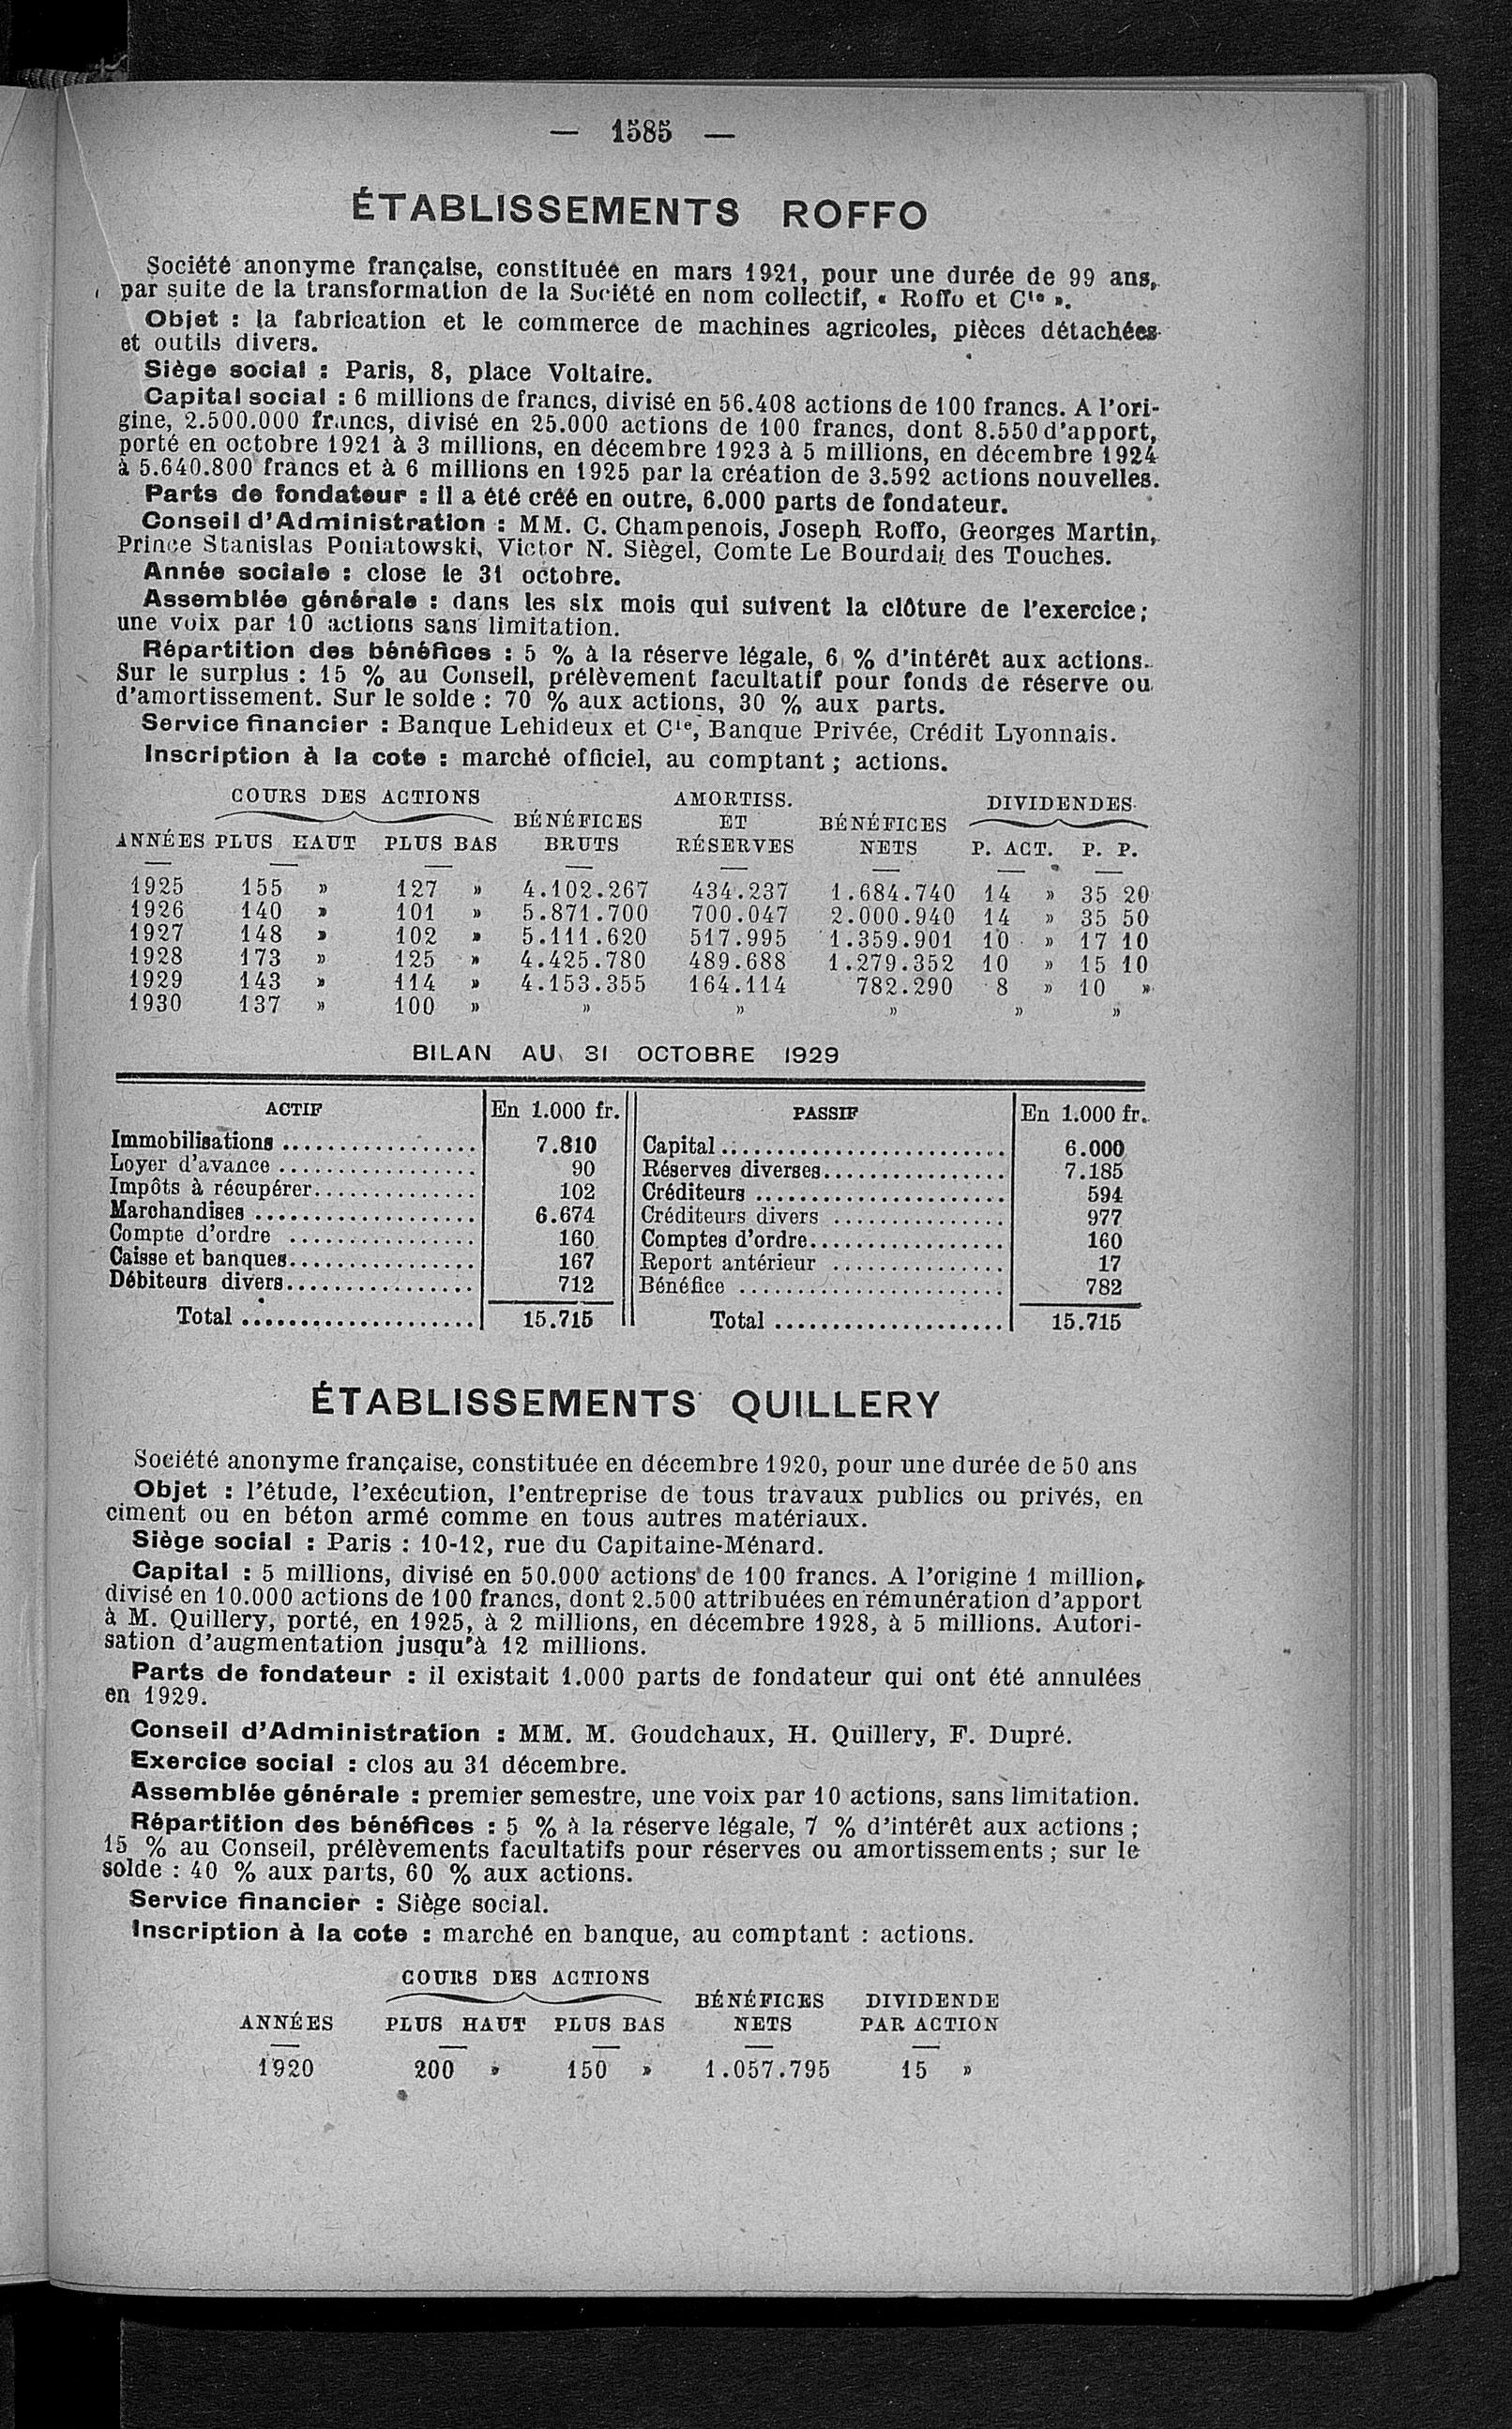 — 1585 —
ÉTABLISSEMENTS ROFFO
Société anonyme française, constituée en mars 1921, pour une durée de 99 ans,
par suite de la transformation de la Société en nom collectif, « Roffo et Cie ».
Objet : la fabrication et le commerce de machines agricoles, pièces détachées
et outils divers.
Siège social : Paris, 8, place Voltaire.
Capital social : 6 millions de francs, divisé en 56.408 actions de 100 francs. A l'ori-
gine, 2.500.000 francs, divisé en 25.000 actions de 100 francs, dont 8.550 d'apport,
porté en octobre 1921 à 3 millions, en décembre 1923 à 5 millions, en décembre 1924
à 5.640.800 francs et à 6 millions en 1925 par la création de 3.592 actions nouvelles.
Parts de fondateur : il a été créé en outre, 6.000 parts de fondateur.
Conseil d'Administration : MM. C. Champenois, Joseph Roffo, Georges Martin,
Prince Stanislas Poniatowski, Victor N. Siègel, Comte Le Bourdait des Touches.
Année sociale : close le 31 octobre.
Assemblée générale : dans les six mois qui suivent la clôture de l'exercice;
une voix par 10 actions sans limitation.
Répartition des bénéfices : 5 % à la réserve légale, 6 % d'intérêt aux actions.
Sur le surplus : 15 % au Conseil, prélèvement facultatif pour fonds de réserve ou
d'amortissement. Sur le solde : 70 % aux actions, 30 % aux parts.
Service financier : Banque Lehideux et Cie, Banque Privée, Crédit Lyonnais.
Inscription à la cote : marché officiel, au comptant ; actions.
COURS DES ACTIONS AMORTISS. DIVIDENDES
BÉNÉFICES ET BÉNÉFICES
ANNÉES PLUS HAUT PLUS BAS BRUTS RÉSERVES NETS P. ACT. P. P.
1925 155 » 127 » 4.102.267 434.237 1.684.740 14 » 35 20
1926 140 » 101 » 5.871.700 700.047 2.000.940 14 » 35 50
1927 148 » 102 » 5.111.620 517.995 1.359.901 10 » 17 10
1928 173 » 125 » 4.425.780 489.688 1.279.352 10 » 15 10
1929 143 » 114 » 4.153.355 164.114 782.290 8 » 10 »
1930 137 » 100 » » » » » »
BILAN AU 31 OCTOBRE 1929
ACTIF En 1.000 fr. PASSIF En 1.000 fr.
Immobilisations ................. 7.810 Capital ........................ 6.000
Loyer d'avance ................. 90 Réserves diverses................ 7.185
Impôts à récupérer.............. 102 Créditeurs ...................... 594
Marchandises ................... 6.674 Créditeurs divers ............... 977
Compte d'ordre ................ 160 Comptes d'ordre................. 160
Caisse et banques................ 167 Report antérieur ............... 17
Débiteurs divers................ 712 Bénéfice ....................... 782
Total .................... 15.715 Total .................... 15.715
ÉTABLISSEMENTS QUILLERY
Société anonyme française, constituée en décembre 1920, pour une durée de 50 ans
Objet : l'étude, l'exécution, l'entreprise de tous travaux publics ou privés, en
ciment ou en béton armé comme en tous autres matériaux.
Siège social : Paris : 10-12, rue du Capitaine-Ménard.
Capital : 5 millions, divisé en 50.000 actions de 100 francs. A l'origine 1 million,
divisé en 10.000 actions de 100 francs, dont 2.500 attribuées en rémunération d'apport
à M. Quillery, porté, en 1925, à 2 millions, en décembre 1928, à 5 millions. Autori-
sation d'augmentation jusqu'à 12 millions.
Parts de fondateur : il existait 1.000 parts de fondateur qui ont été annulées
en 1929.
Conseil d'Administration : MM. M. Goudchaux, H. Quillery, F. Dupré.
Exercice social : clos au 31 décembre.
Assemblée générale : premier semestre, une voix par 10 actions, sans limitation.
Répartition des bénéfices : 5 % à la réserve légale, 7 % d'intérêt aux actions ;
15 % au Conseil, prélèvements facultatifs pour réserves ou amortissements ; sur le
solde : 40 % aux parts, 60 % aux actions.
Service financier : Siège social.
Inscription à la cote : marché en banque, au comptant : actions.
COURS DES ACTIONS
BÉNÉFICES DIVIDENDE
ANNÉES PLUS HAUT PLUS BAS NETS PAR ACTION
1920 200 » 150 » 1.057.795 15 »